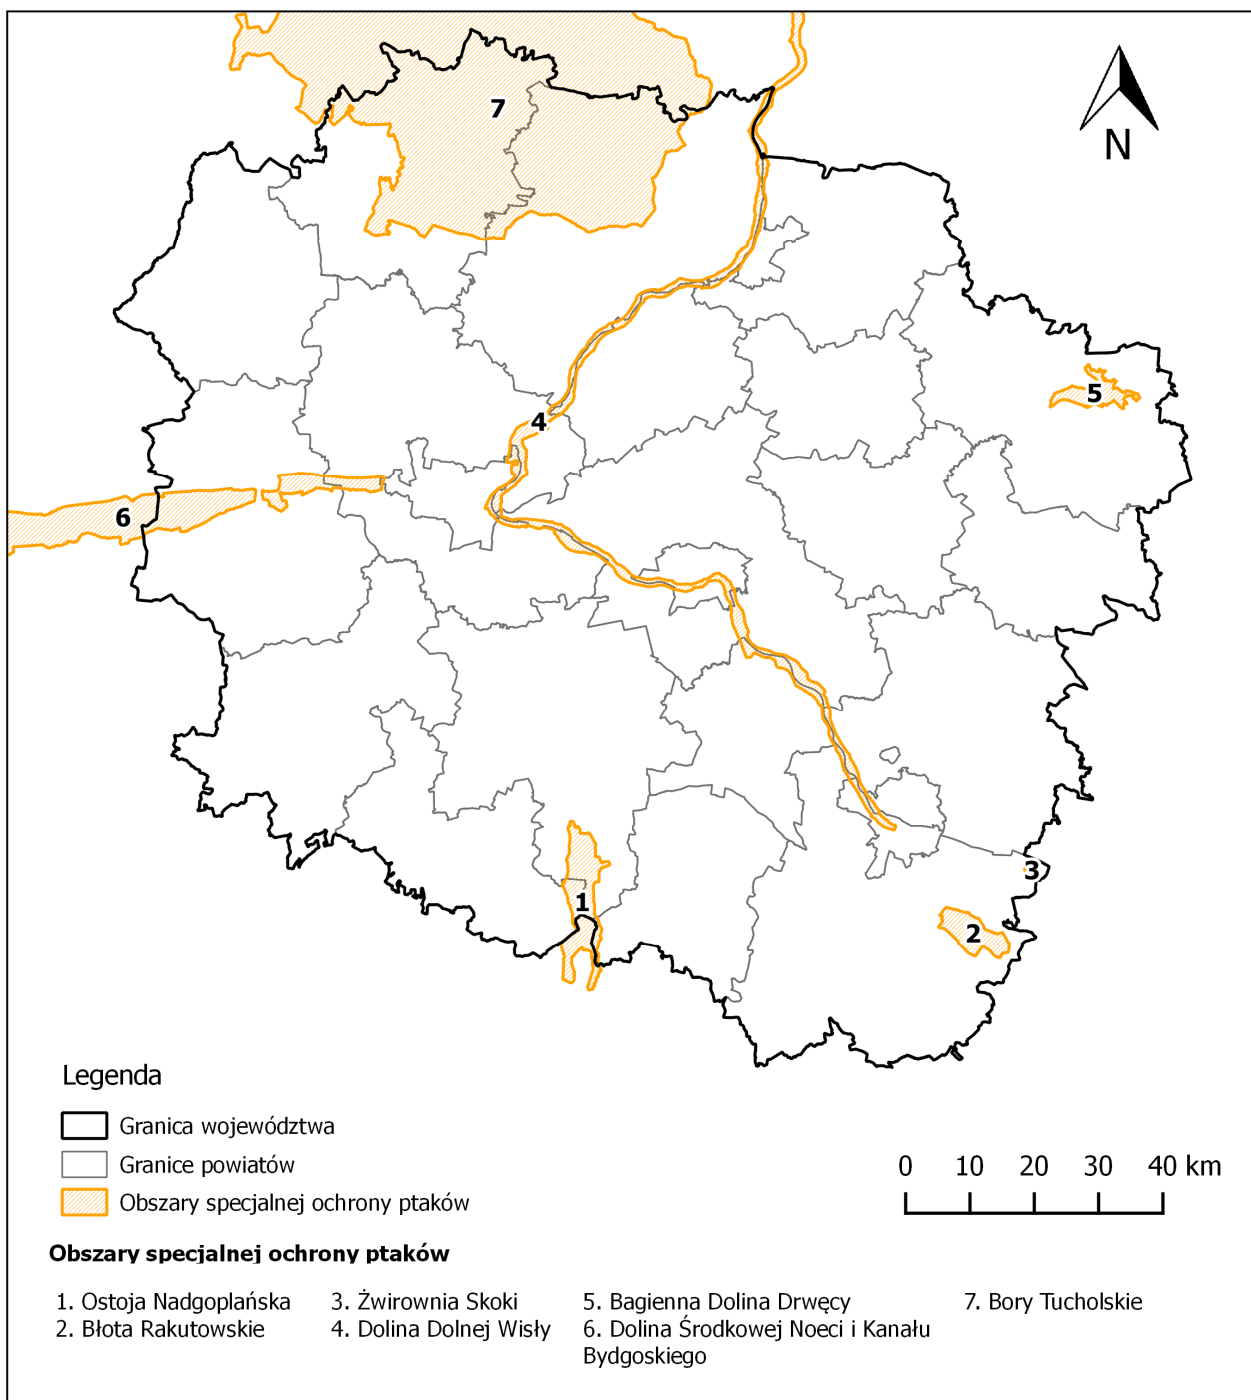 7
N
5
4
6
3
1
2
Legenda
Granica województwa
Granice powiatów
Obszary specjalnej ochrony ptaków
0 10 20 30 40 km
Obszary specjalnej ochrony ptaków
1. Ostoja Nadgoplańska
2. Błota Rakutowskie
3. Żwirownia Skoki
4. Dolina Dolnej Wisły
5. Bagienna Dolina Drwęcy
6. Dolina Środkowej Noeci i Kanału
Bydgoskiego
7. Bory Tucholskie